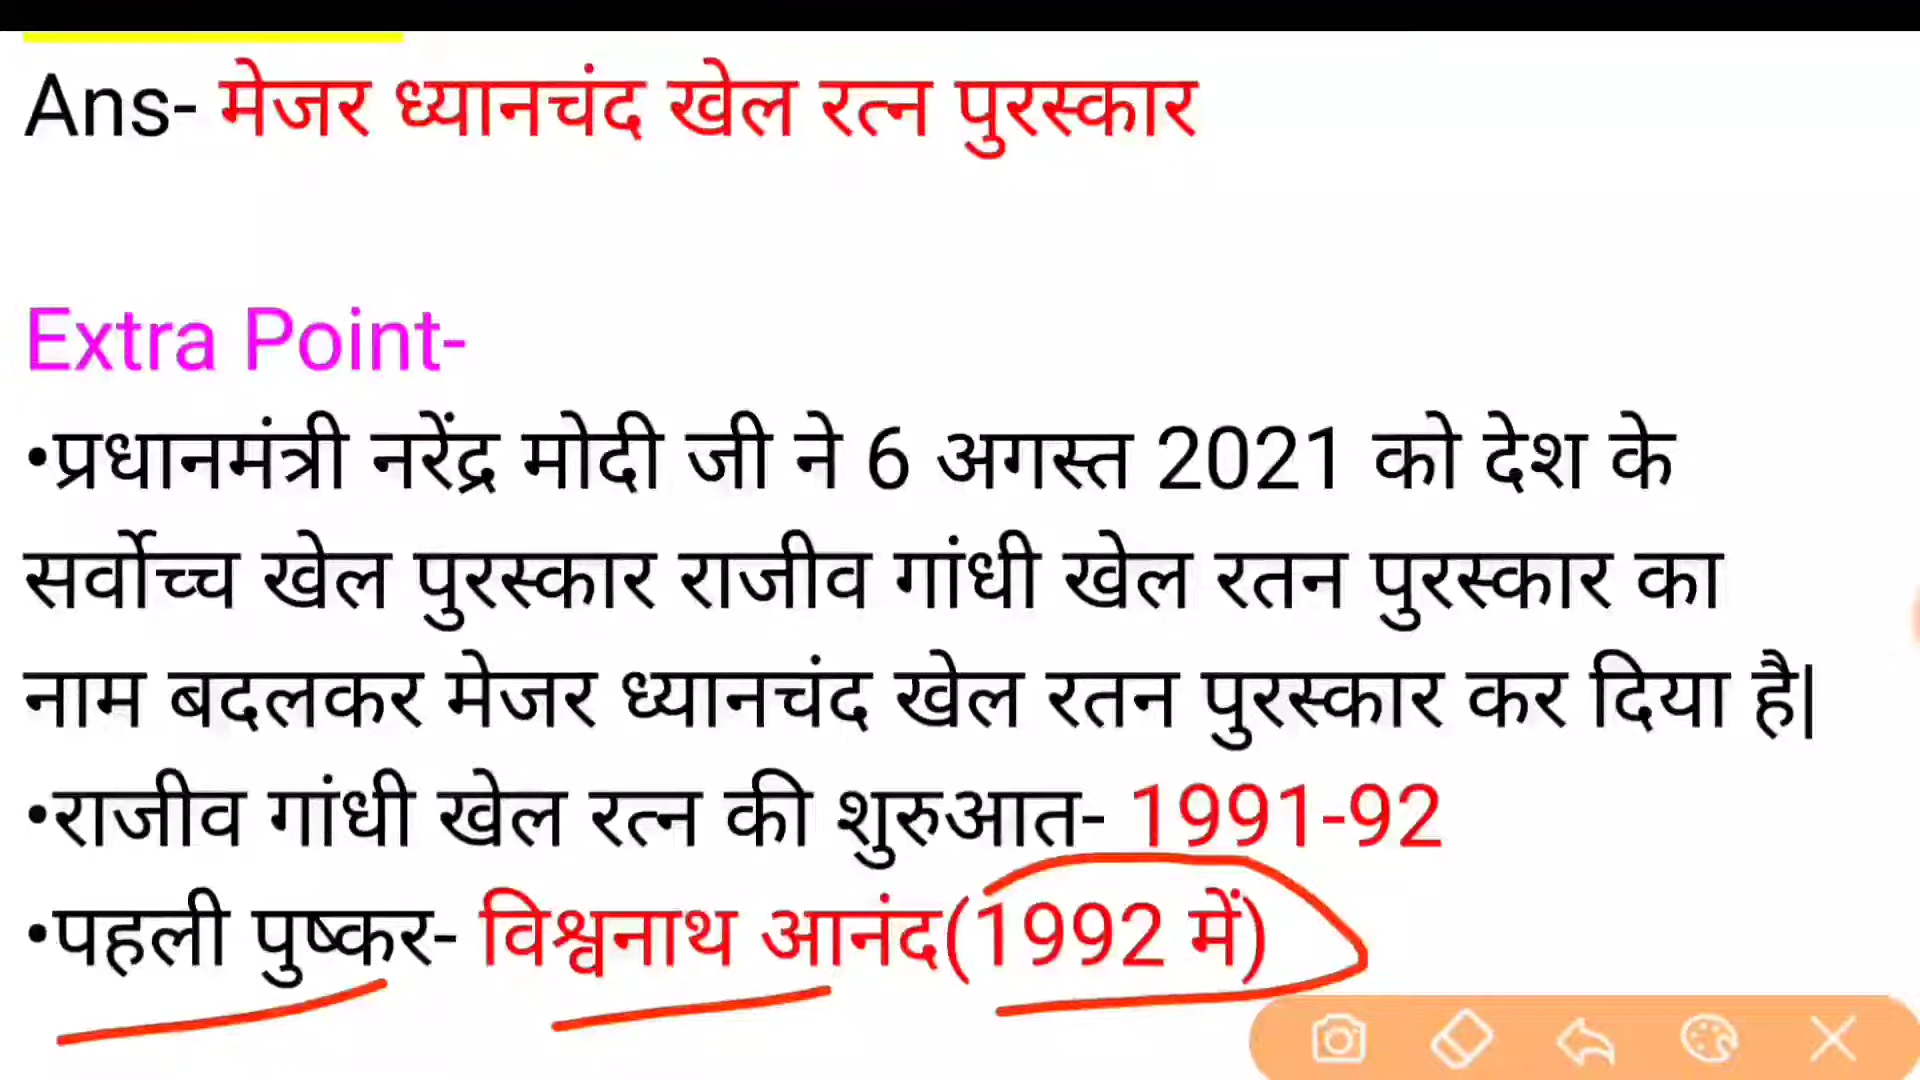 Ans- मेजर ध्यानचंद खेल रत्न पुरस्कार
Extra Point-
•प्रधानमंत्री नरेंद्र मोदी जी ने 6 अगस्त 2021 को देश के
सर्वोच्च खेल पुरस्कार राजीव गांधी खेल रतन पुरस्कार का
नाम बदलकर मेजर ध्यानचंद खेल रतन पुरस्कार कर दिया है|
•राजीव गांधी खेल रत्न की शुरुआत- 1991-92
•पहली पुष्कर- विश्वनाथ आनंद(1992 में)